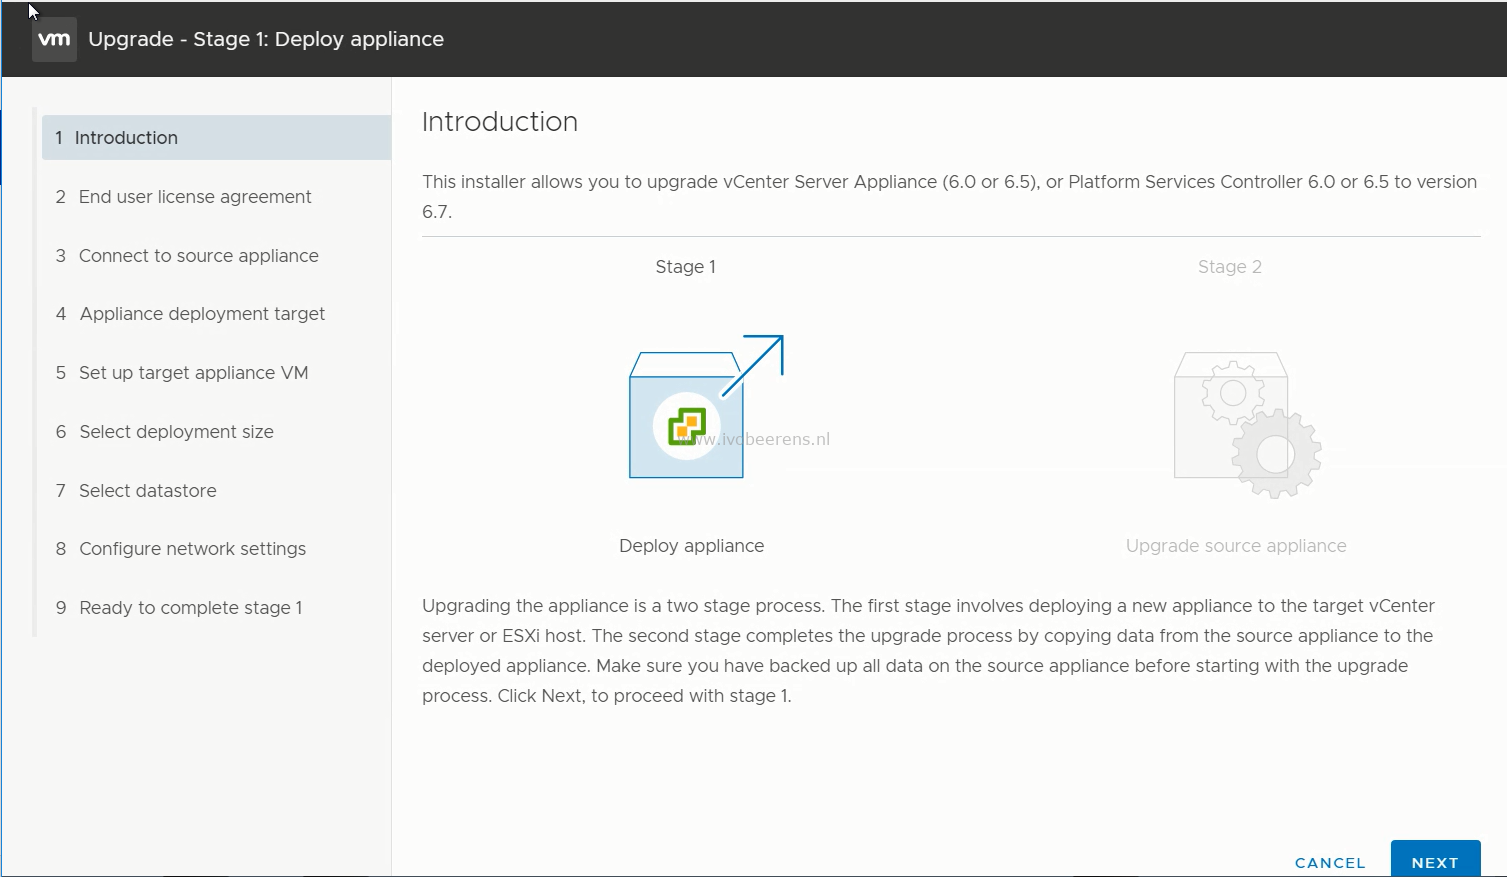 vm Upgrade - Stage 1: Deploy appliance
1 Introduction
2 End user license agreement
3 Connect to source appliance
4 Appliance deployment target
5 Set up target appliance VM
6 Select deployment size
7 Select datastore
8 Configure network settings
9 Ready to complete stage 1
Introduction
This installer allows you to upgrade vCenter Server Appliance (6.0 or 6.5), or Platform Services Controller 6.0 or 6.5 to version
6.7.
Stage 1
Stage 2
www.ivobeerens.nl
Deploy appliance
Upgrade source appliance
Upgrading the appliance is a two stage process. The first stage involves deploying a new appliance to the target vCenter
server or ESXi host. The second stage completes the upgrade process by copying data from the source appliance to the
deployed appliance. Make sure you have backed up all data on the source appliance before starting with the upgrade
process. Click Next, to proceed with stage 1.
CANCEL
NEXT